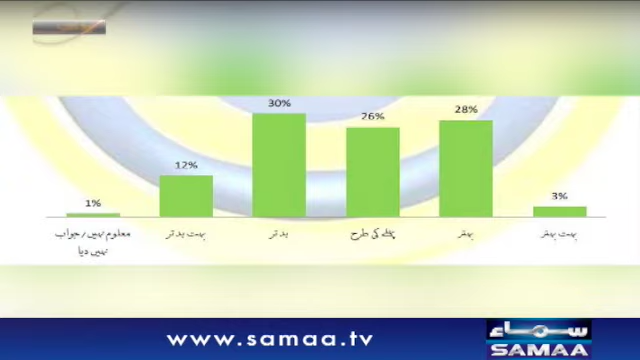 30%
28%
26%
12%
3%
1%
بہت بہتر
بہتر
پہلے کی طرح
بدتر
بہت بدتر
معلوم نہیں / جواب
نہیں دیا
www.samaa.tv
سماء
SAMAA